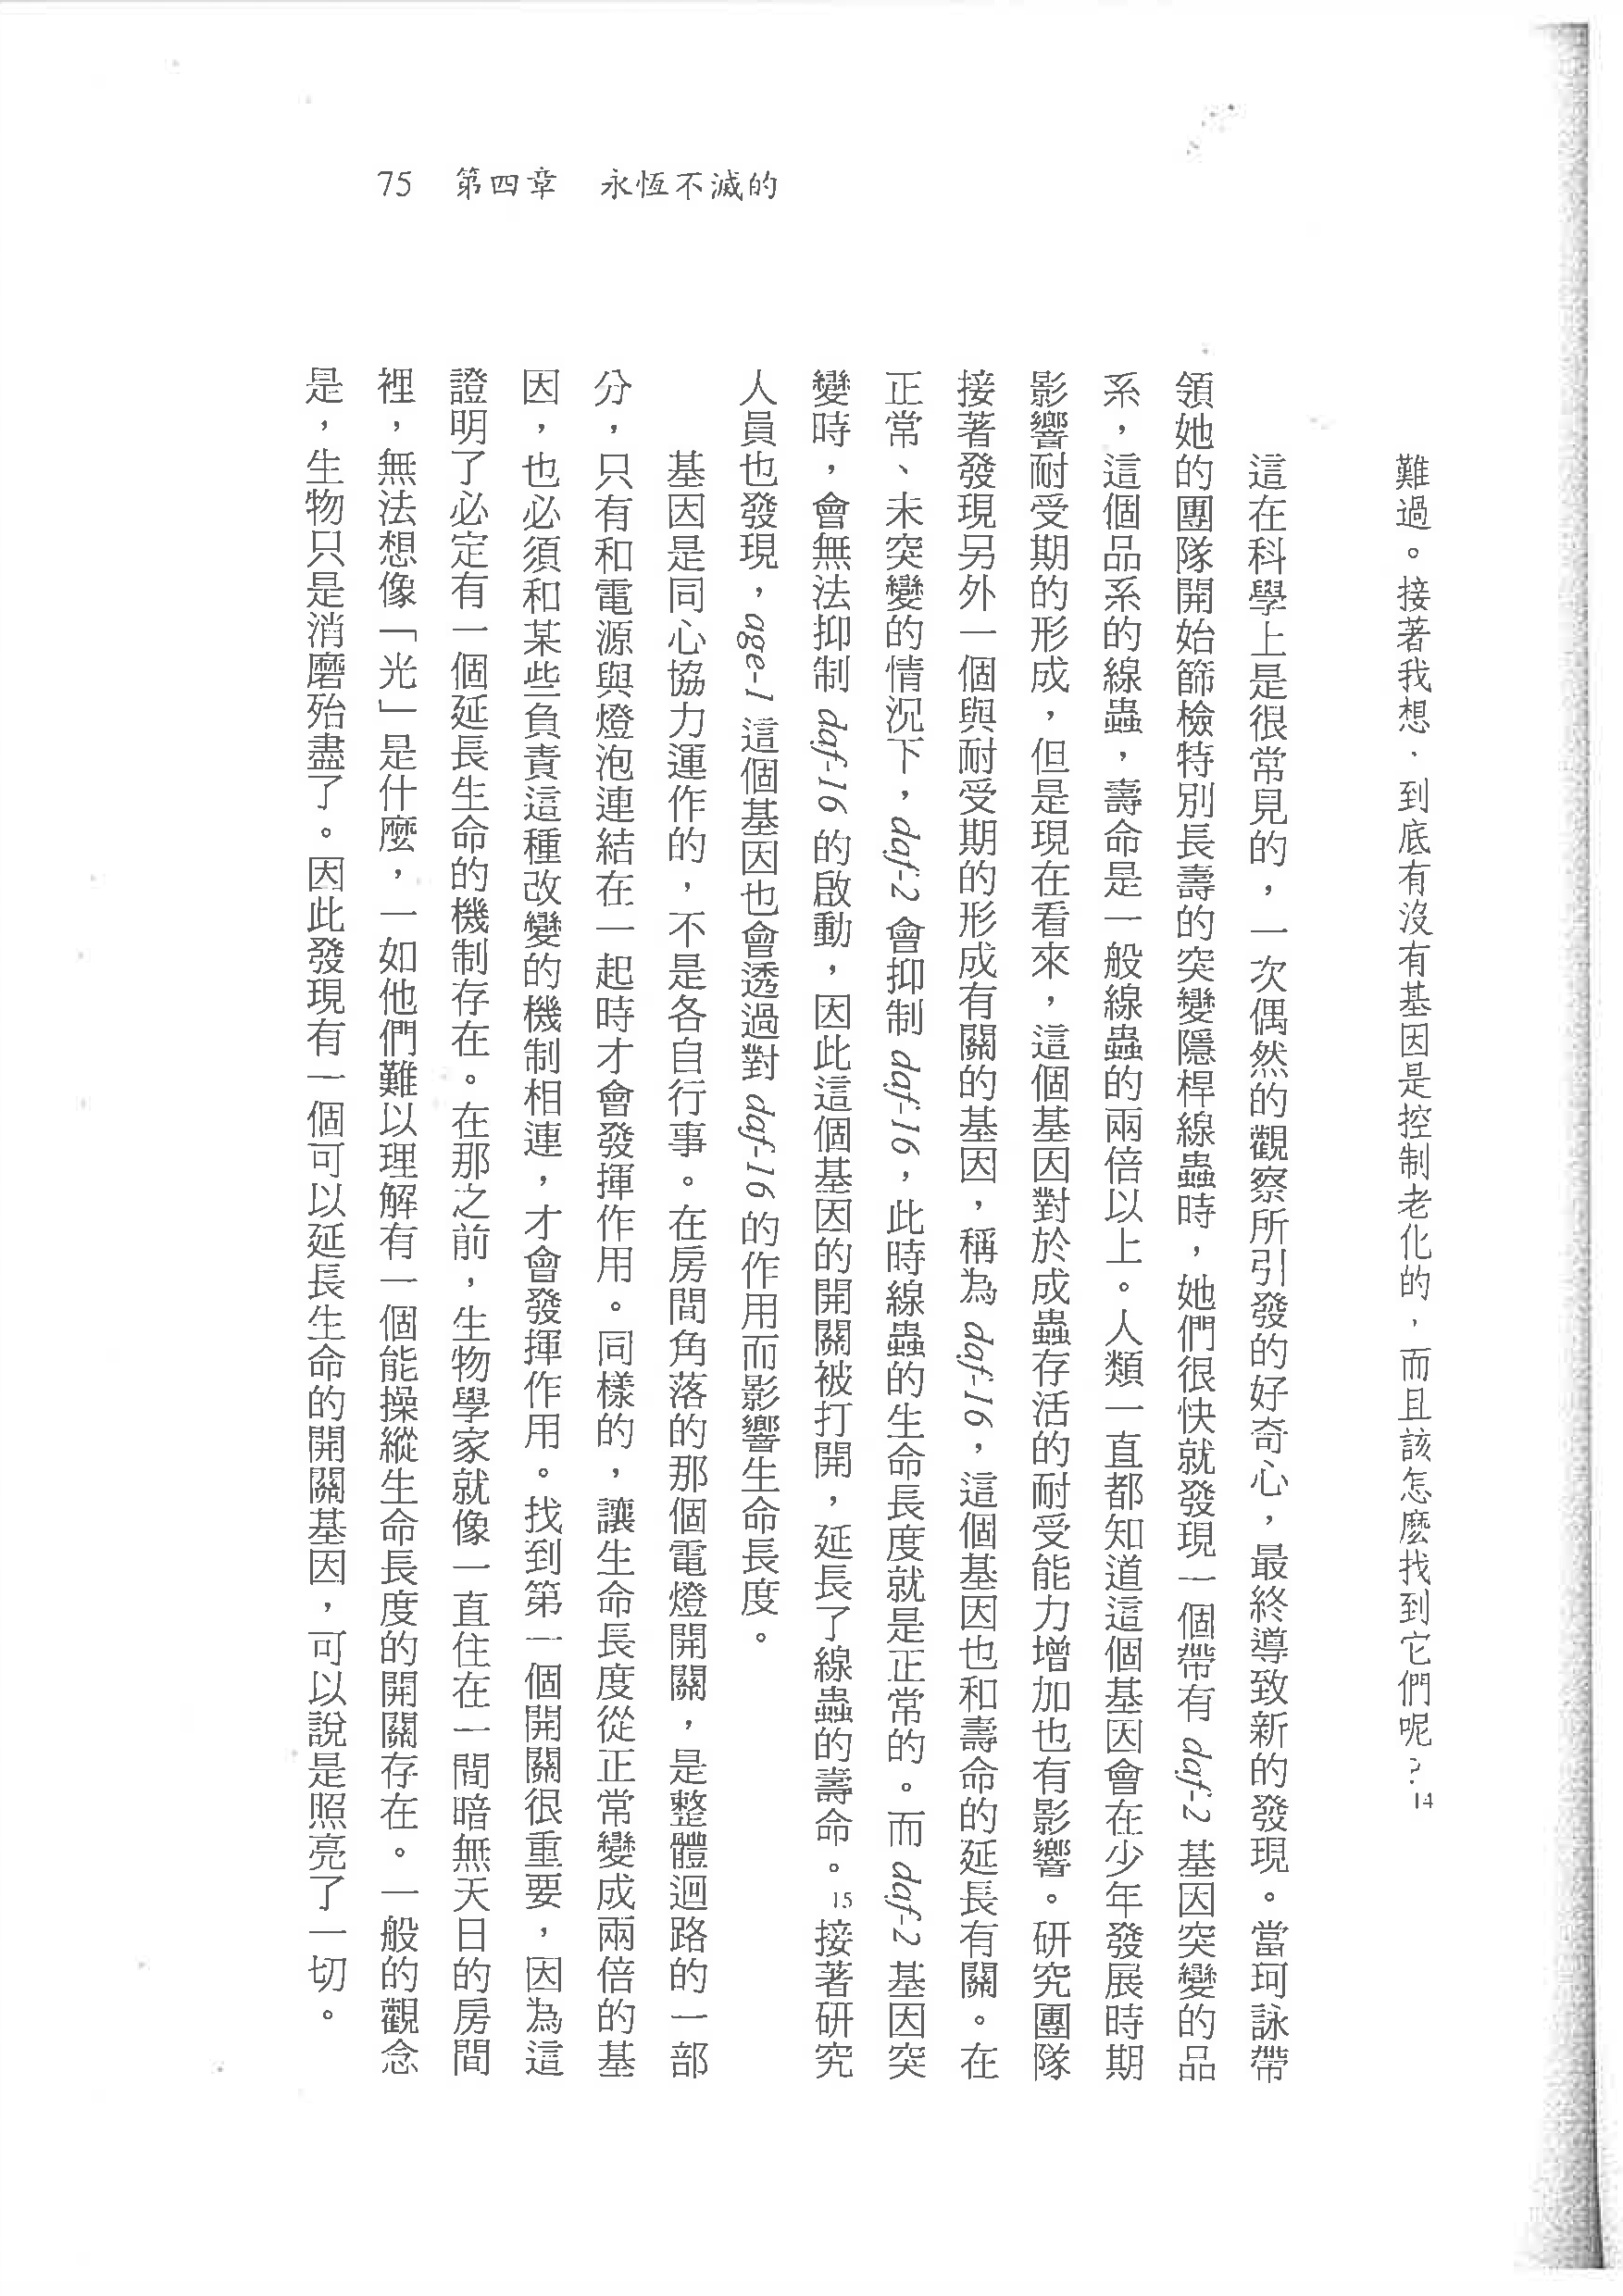 75 第四章 永恆不滅的
難過。接著我想，到底有沒有基因是控制老化的，而且該怎麼找到它們呢？14
這在科學上是很常見的，一次偶然的觀察所引發的好奇心，最終導致新的發現。當珂詠帶
領她的團隊開始篩檢特別長壽的突變隱桿線蟲時，她們很快就發現一個帶有 daf-2 基因突變的品
系，這個品系的線蟲，壽命是一般線蟲的兩倍以上。人類一直都知道這個基因會在少年發展時期
影響耐受期的形成，但是現在看來，這個基因對於成蟲存活的耐受能力增加也有影響。研究團隊
接著發現另外一個與耐受期的形成有關的基因，稱為 daf-16，這個基因也和壽命的延長有關。在
正常、未突變的情況下，daf-2 會抑制 daf-16，此時線蟲的生命長度就是正常的。而 daf-2 基因突
變時，會無法抑制 daf-16 的啟動，因此這個基因的開關被打開，延長了線蟲的壽命。15接著研究
人員也發現，age-1 這個基因也會透過對 daf-16 的作用而影響生命長度。
基因是同心協力運作的，不是各自行事。在房間角落的那個電燈開關，是整體迴路的一部
分，只有和電源與燈泡連結在一起時才會發揮作用。同樣的，讓生命長度從正常變成兩倍的基
因，也必須和某些負責這種改變的機制相連，才會發揮作用。找到第一個開關很重要，因為這
證明了必定有一個延長生命的機制存在。在那之前，生物學家就像一直住在一間暗無天日的房間
裡，無法想像「光」是什麼，一如他們難以理解有一個能操縱生命長度的開關存在。一般的觀念
是，生物只是消磨殆盡了。因此發現有一個可以延長生命的開關基因，可以說是照亮了一切。